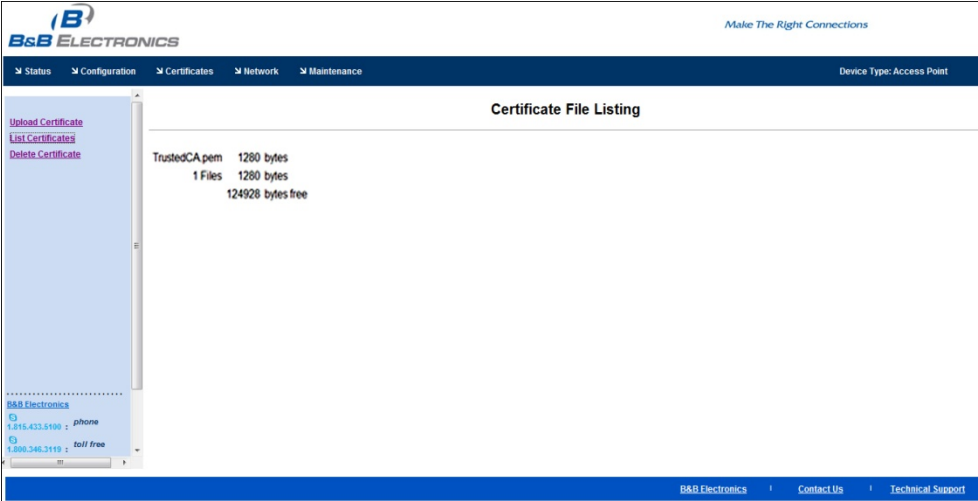 B
B&B ELECTRONICS
Make The Right Connections
Status Configuration Certificates Network Maintenance Device Type: Access Point
Certificate File Listing
Upload Certificate
List Certificates
Delete Certificate
TrustedCA.pem 1280 bytes
1 Files 1280 bytes
124928 bytes free
B&B Electronics
1.815.433.5100 : phone
1.800.346.3119 : toll free
B&B Electronics | Contact Us | Technical Support